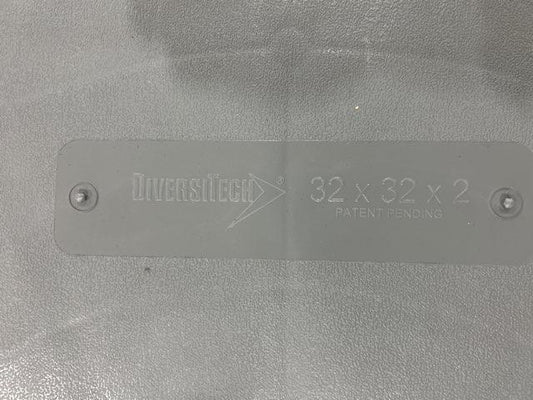 DIVERSITECH® 32 x 32 x 2
PATENT PENDING